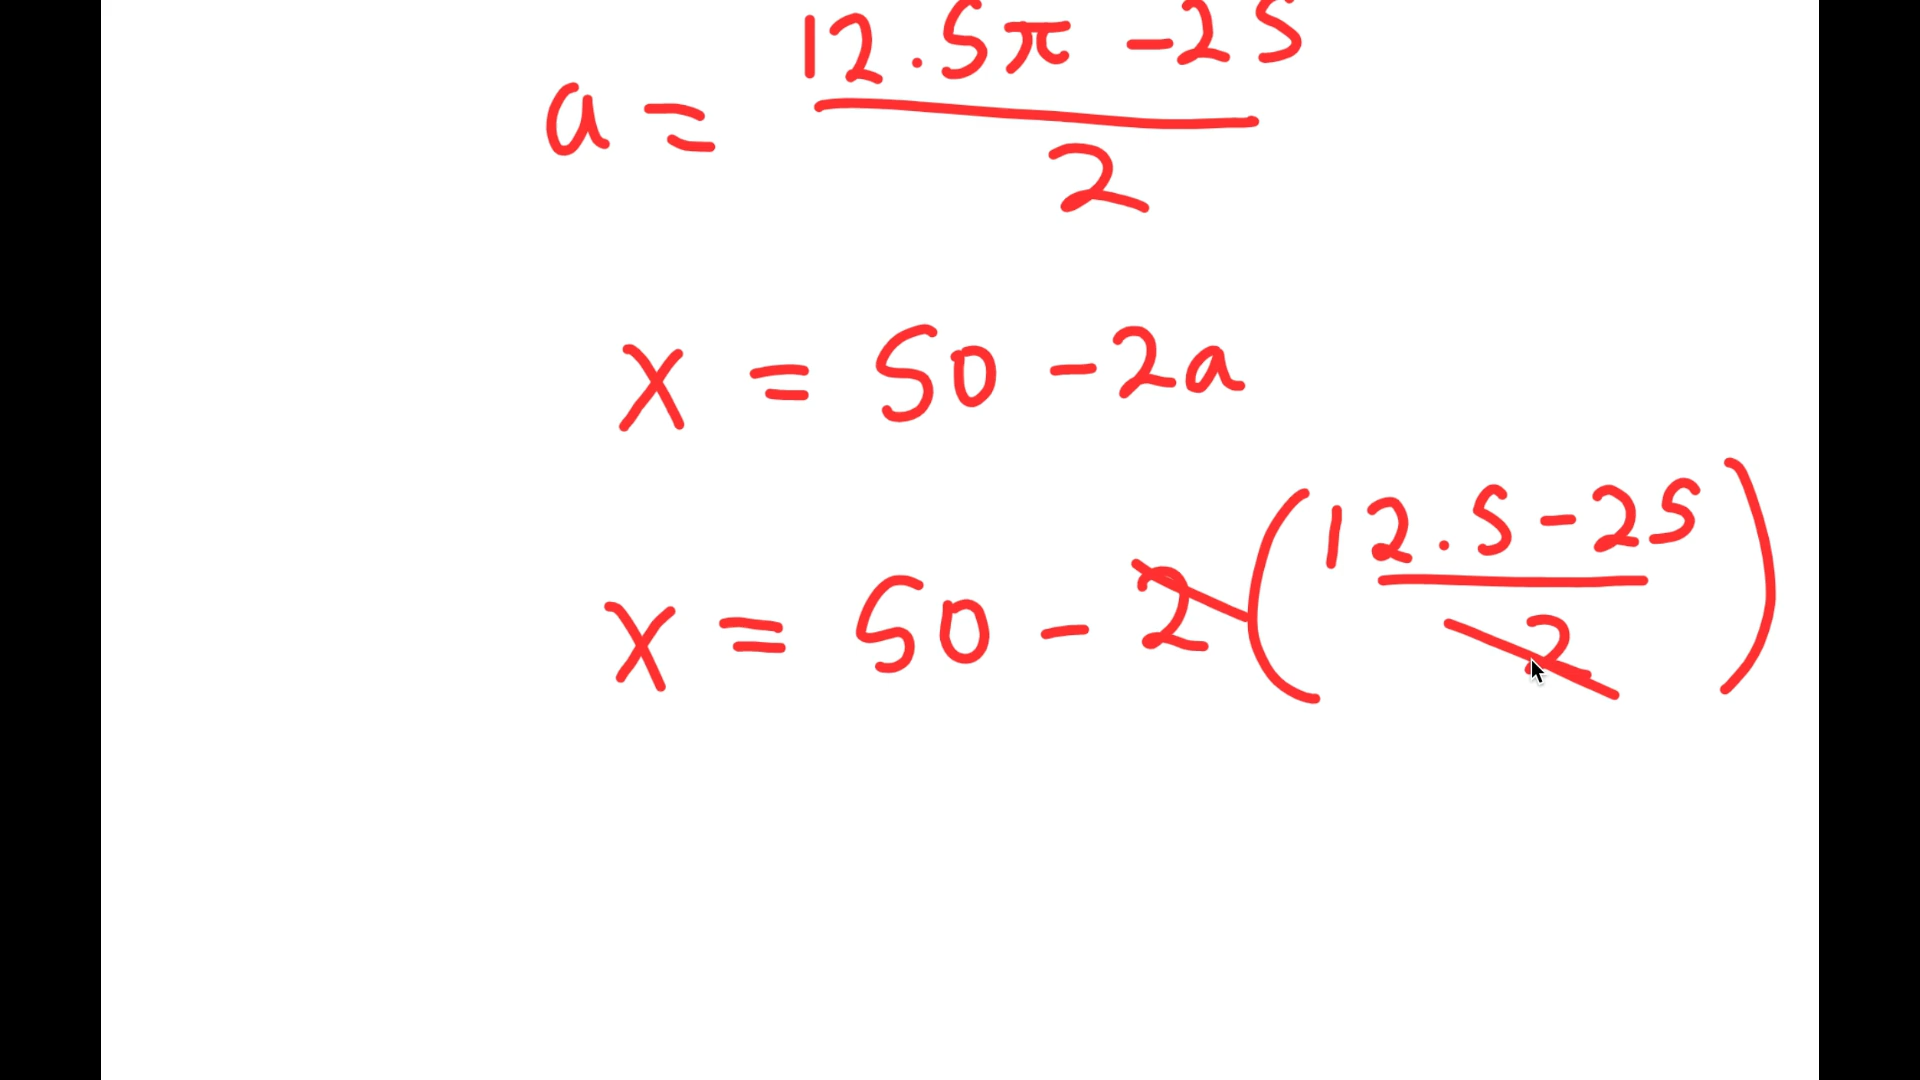 a = (12.5π - 25)/2
x = 50 - 2a
x = 50 - 2((12.5 - 25)/2)